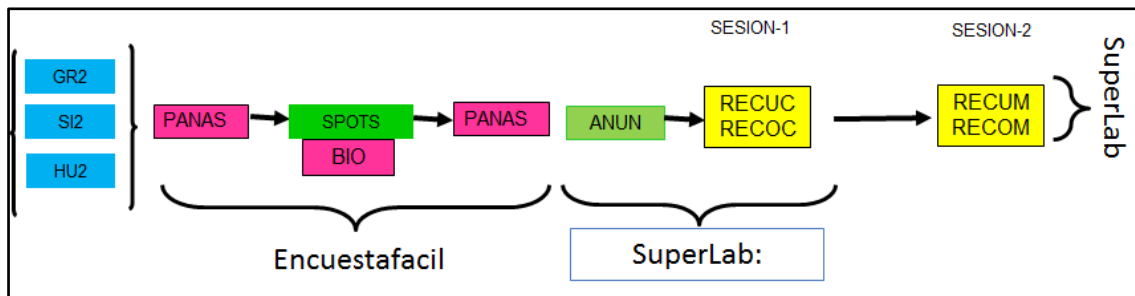 SESION-1
SESION-2
GR2
SI2
HU2
PANAS
SPOTS
BIO
PANAS
ANUN
RECUC
RECOC
RECUM
RECOM
SuperLab
Encuestafacil
SuperLab: